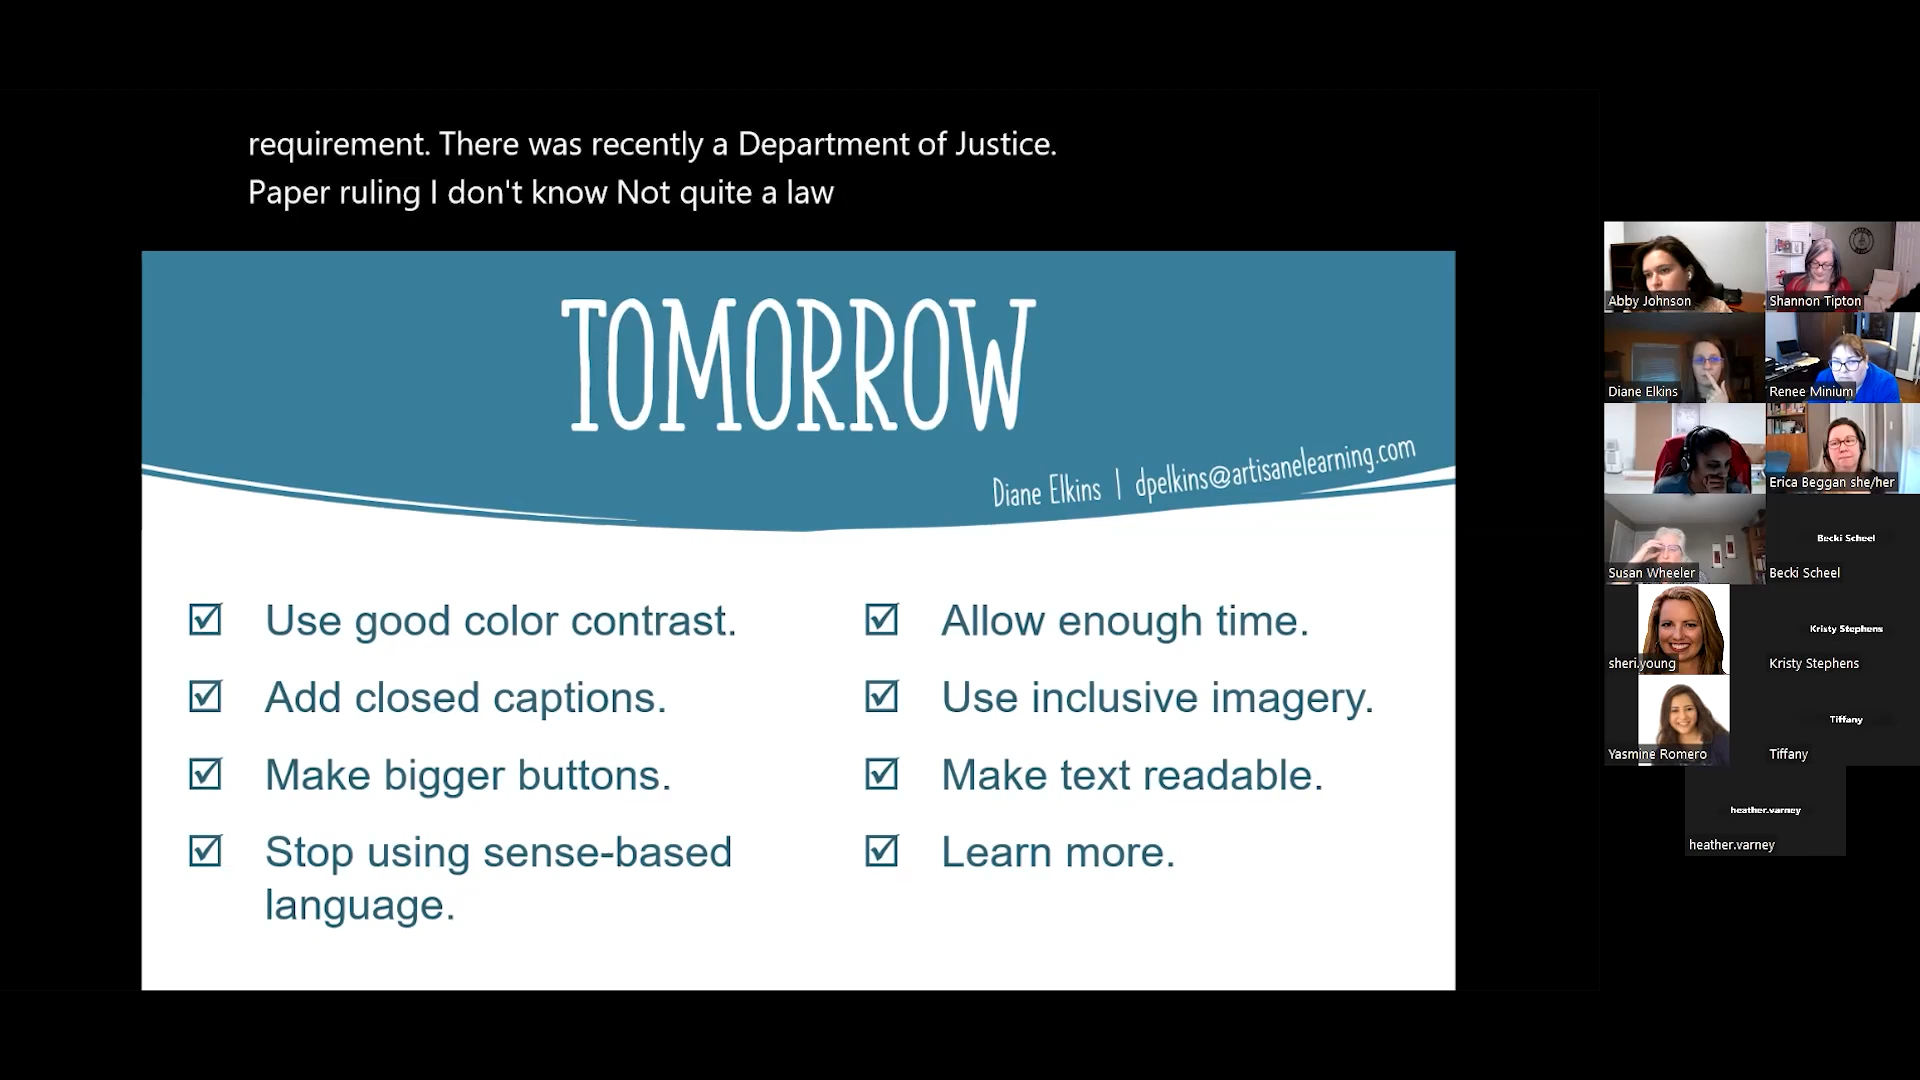 requirement. There was recently a Department of Justice.
Paper ruling I don't know Not quite a law
TOMORROW
Diane Elkins | dpelkins@artisanelearning.com
Use good color contrast.
Add closed captions.
Make bigger buttons.
Stop using sense-based
language.
Allow enough time.
Use inclusive imagery.
Make text readable.
Learn more.
Abby Johnson
Shannon Tipton
Diane Elkins
Renee Minium
Erica Beggan she/her
Susan Wheeler
Becki Scheel
Becki Scheel
sheri.young
Kristy Stephens
Kristy Stephens
Yasmine Romero
Tiffany
Tiffany
heather.varney
heather.varney